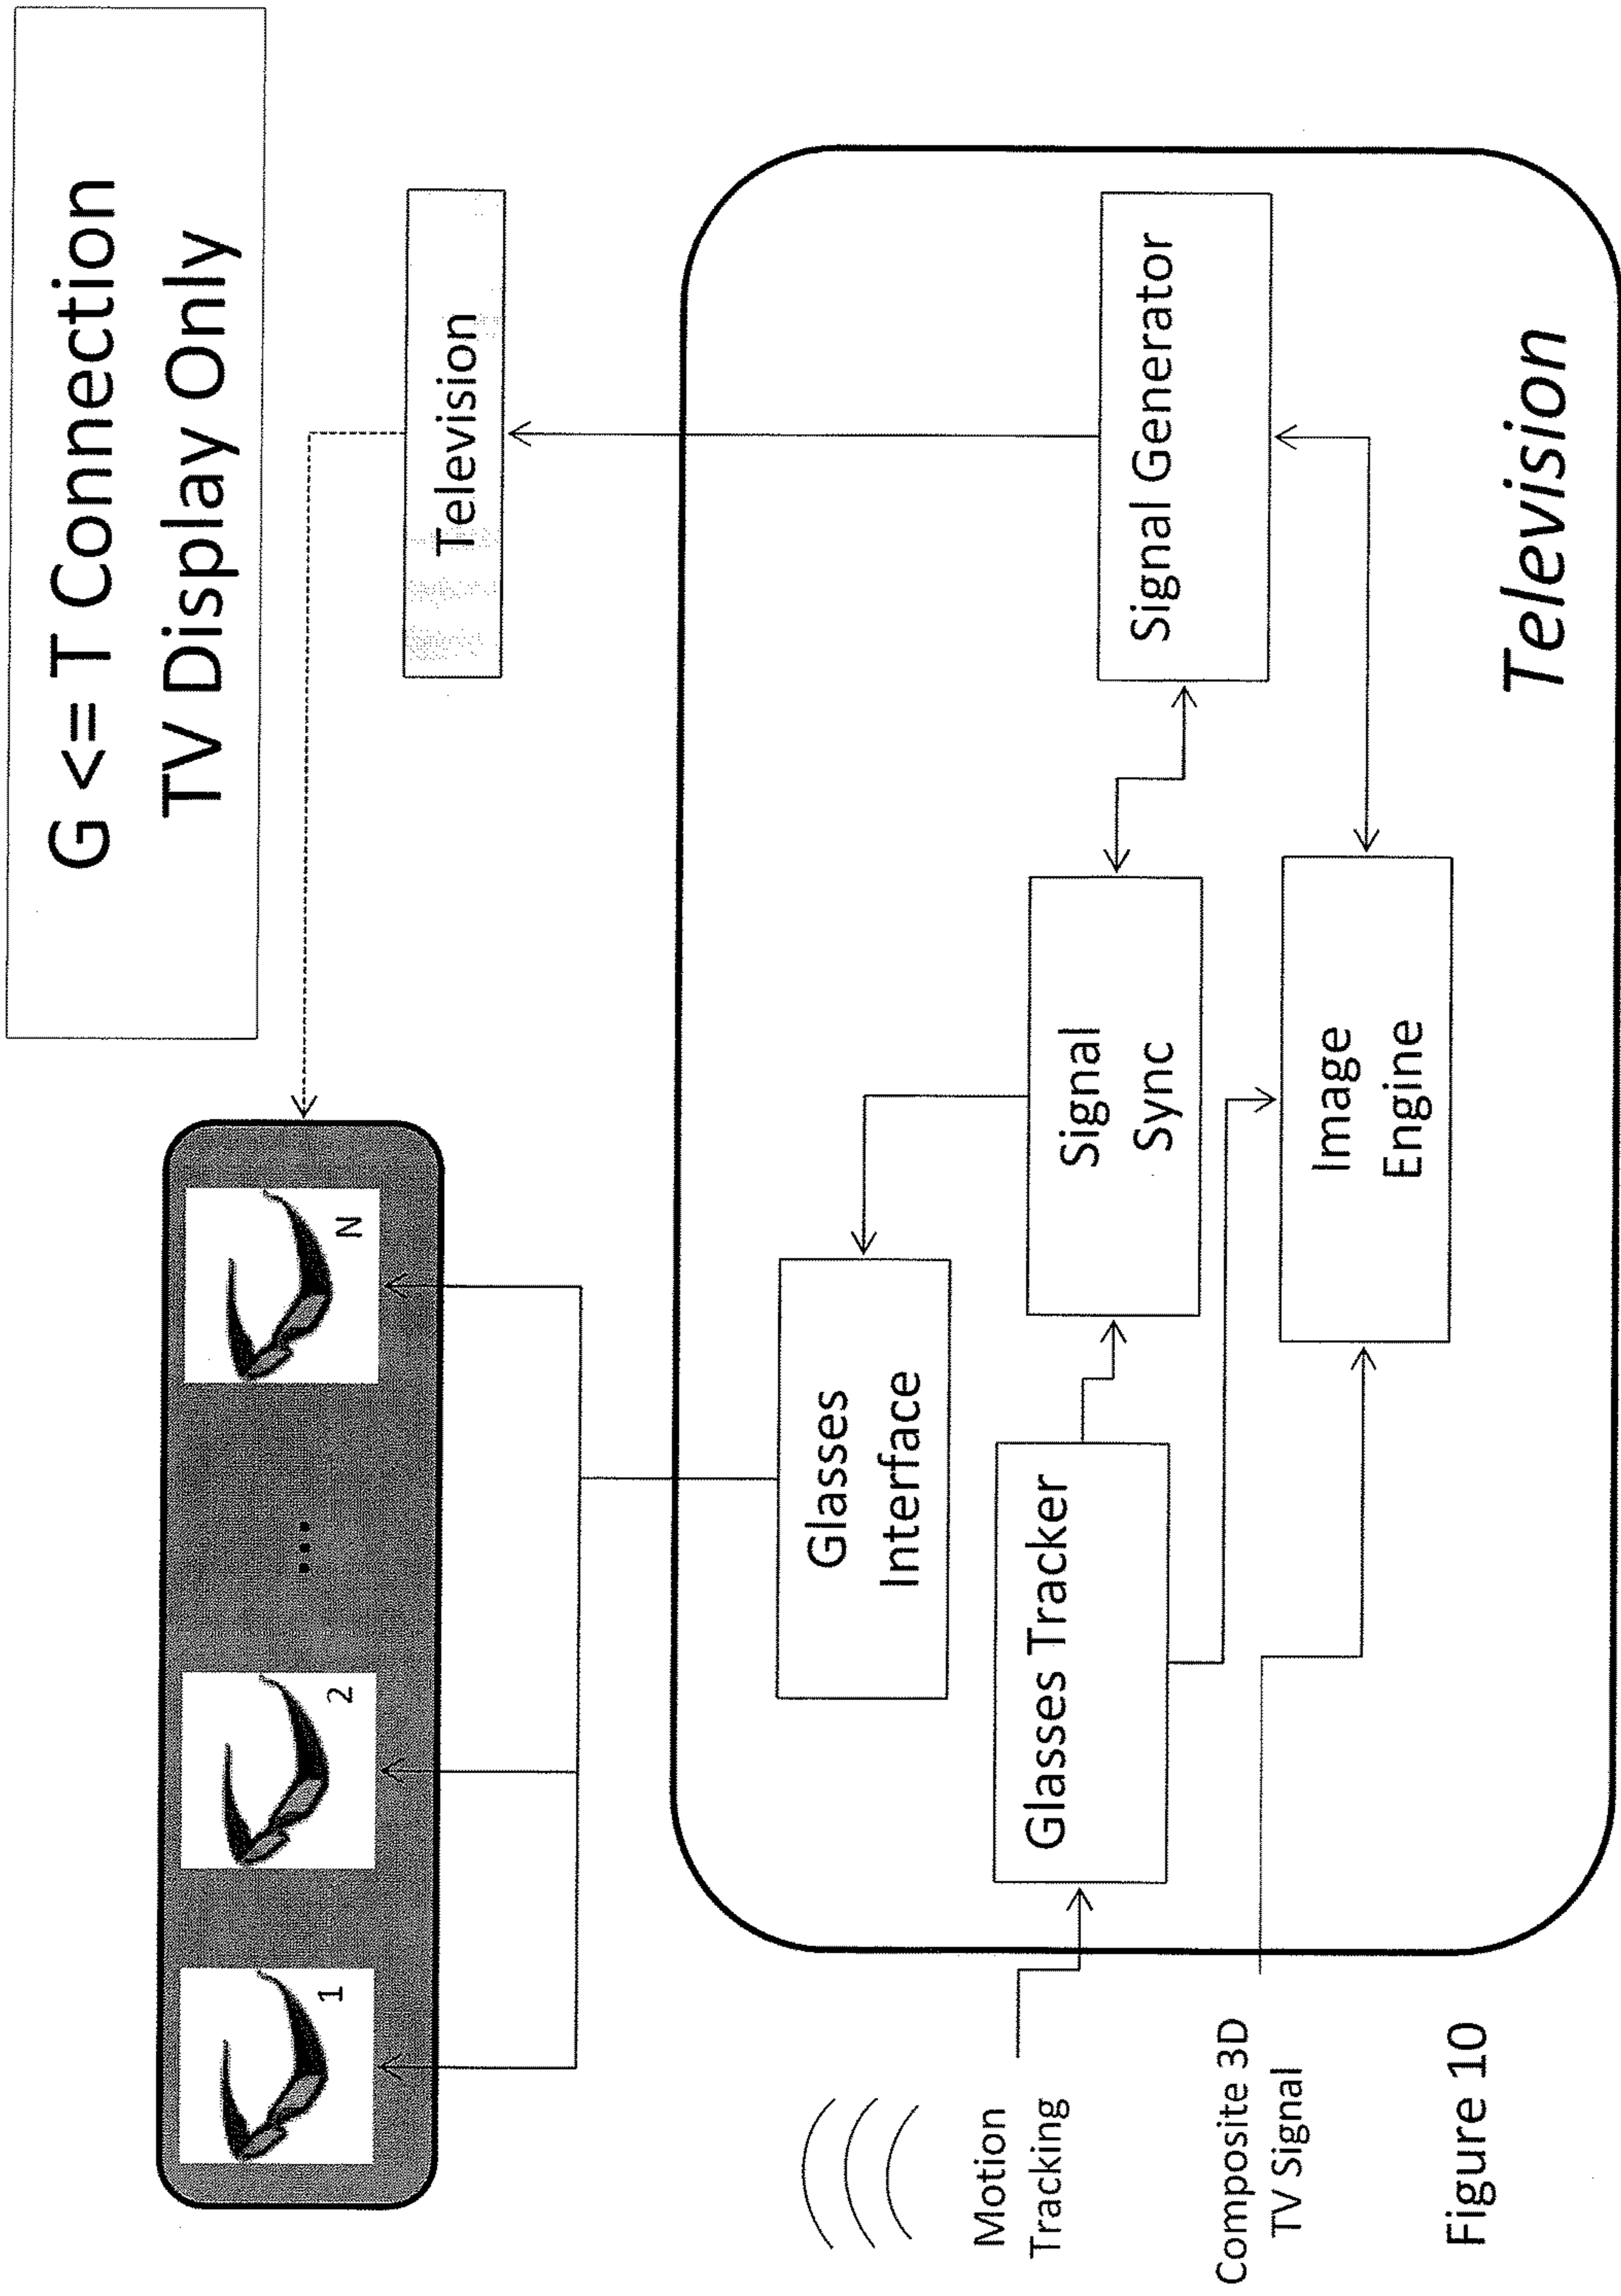 G <= T Connection
TV Display Only
1
2
...
N
Television
Glasses
Interface
Signal
Sync
Glasses Tracker
Signal Generator
Image
Engine
Motion
Tracking
Composite 3D
TV Signal
Television
Figure 10